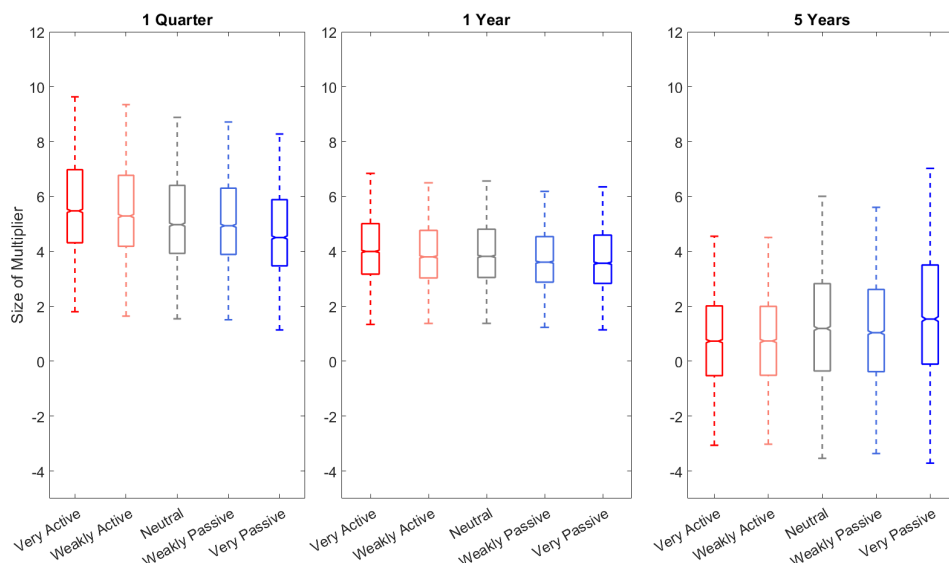 1 Quarter
1 Year
5 Years
Size of Multiplier
12
10
8
6
4
2
0
-2
-4
Very Active
Weakly Active
Neutral
Weakly Passive
Very Passive
12
10
8
6
4
2
0
-2
-4
Very Active
Weakly Active
Neutral
Weakly Passive
Very Passive
12
10
8
6
4
2
0
-2
-4
Very Active
Weakly Active
Neutral
Weakly Passive
Very Passive